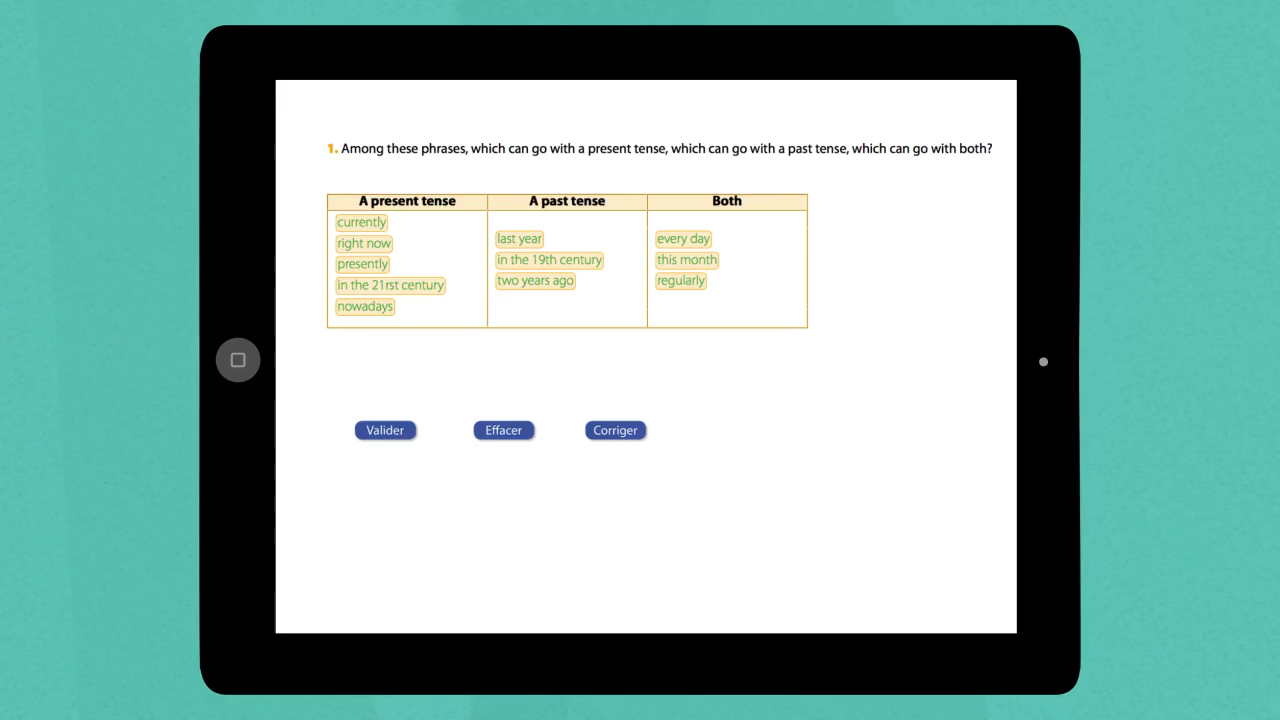 1. Among these phrases, which can go with a present tense, which can go with a past tense, which can go with both?
A present tense
A past tense
Both
currently
right now
presently
in the 21rst century
nowadays
last year
in the 19th century
two years ago
every day
this month
regularly
Valider
Effacer
Corriger